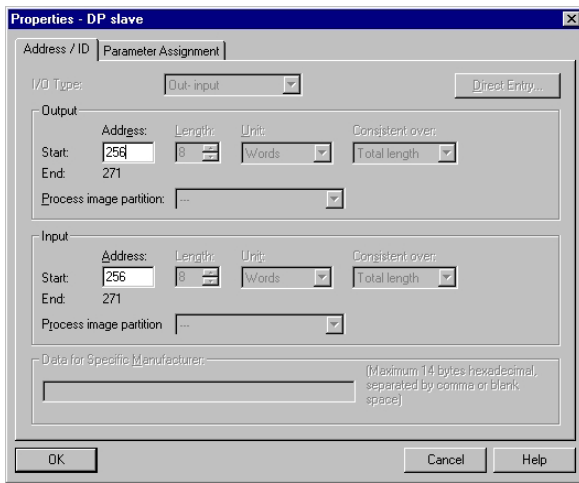 Properties - DP slave
Address / ID Parameter Assignment
I/O Type: Out- input Direct Entry...
Output
Address: Length: Unit: Consistent over:
Start: 256 8 Words Total length
End: 271
Process image partition: ---
Input
Address: Length: Unit: Consistent over:
Start: 256 8 Words Total length
End: 271
Process image partition ---
Data for Specific Manufacturer:
(Maximum 14 bytes hexadecimal,
separated by comma or blank
space)
OK Cancel Help